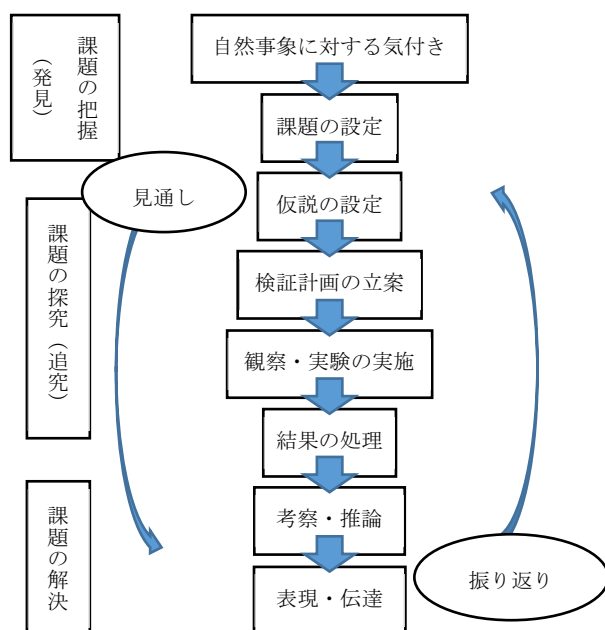 課題の把握
(発見)
自然事象に対する気付き
課題の設定
見通し
仮説の設定
課題の探究(追究)
検証計画の立案
観察・実験の実施
結果の処理
課題の解決
考察・推論
振り返り
表現・伝達